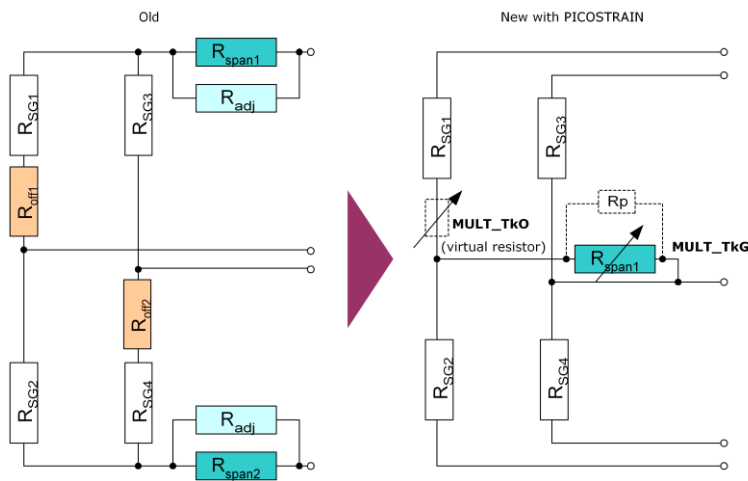 Old
New with PICOSTRAIN
Rspan1
Radj
RSG1
RSG3
Roff1
Roff2
RSG2
RSG4
Radj
Rspan2
RSG1
RSG3
Rp
MULT_TkO
(virtual resistor)
MULT_TkG
Rspan1
RSG2
RSG4